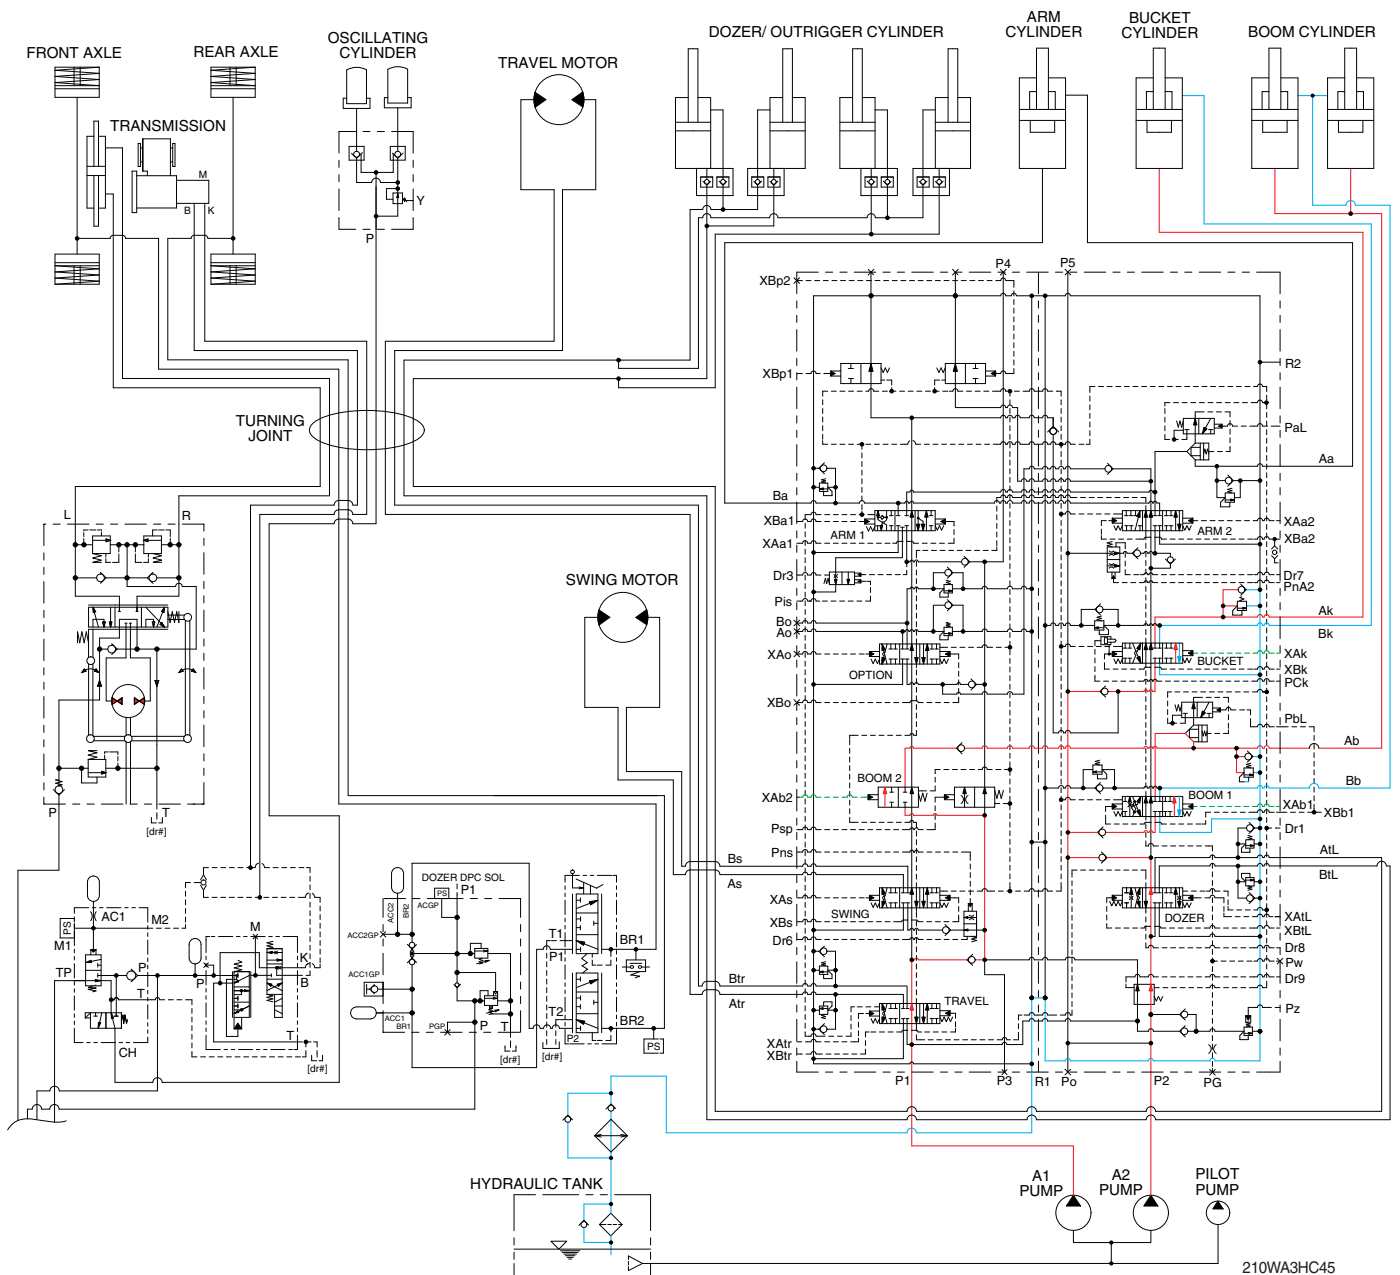 FRONT AXLE
REAR AXLE
OSCILLATING
CYLINDER
TRAVEL MOTOR
DOZER/ OUTRIGGER CYLINDER
ARM
CYLINDER
BUCKET
CYLINDER
BOOM CYLINDER
TRANSMISSION
M
B
K
Y
P
TURNING
JOINT
XBp2
P4
P5
XBp1
R2
PaL
Aa
Ba
XBa1
ARM 1
XAa1
ARM 2
XAa2
XBa2
Dr3
Pis
Dr7
PnA2
Bo
Ao
Ak
Bk
XAo
OPTION
BUCKET
XAk
XBk
PCk
XBo
PbL
Ab
BOOM 2
Bb
XAb2
BOOM 1
XAb1
XBb1
Psp
Dr1
Pns
AtL
BtL
Bs
As
XAs
SWING
XBs
Dr6
DOZER
XAtL
XBtL
Dr8
Pw
Dr9
Pz
Btr
Atr
TRAVEL
XAtr
XBtr
P1
P3
R1
Po
P2
PG
L
R
P
T
[dr#]
SWING MOTOR
AC1
M2
PS
M1
TP
P
T
CH
M
P
K
B
T
[dr#]
DOZER DPC SOL
PS
P1
ACGP
ACC2
BR2
ACC2GP
ACC1GP
ACC1
BR1
PGP
P
T
[dr#]
T1
P1
BR1
T2
BR2
P2
[dr#]
PS
HYDRAULIC TANK
A1
PUMP
A2
PUMP
PILOT
PUMP
210WA3HC45